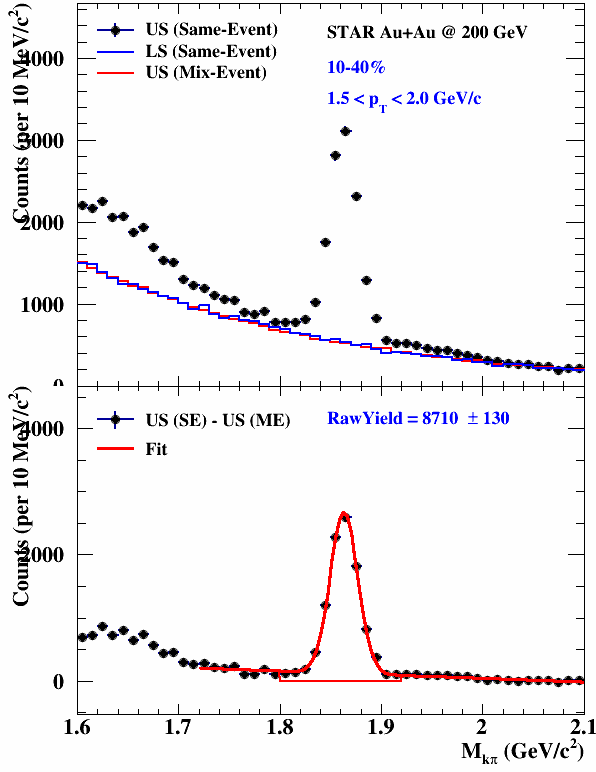 US (Same-Event)
LS (Same-Event)
US (Mix-Event)
STAR Au+Au @ 200 GeV
10-40%
1.5 < p_T < 2.0 GeV/c
Counts (per 10 MeV/c²)
4000
3000
2000
1000
0
US (SE) - US (ME)
Fit
RawYield = 8710 ± 130
Counts (per 10 MeV/c²)
4000
2000
0
1.6 1.7 1.8 1.9 2 2.1
M_kπ (GeV/c²)